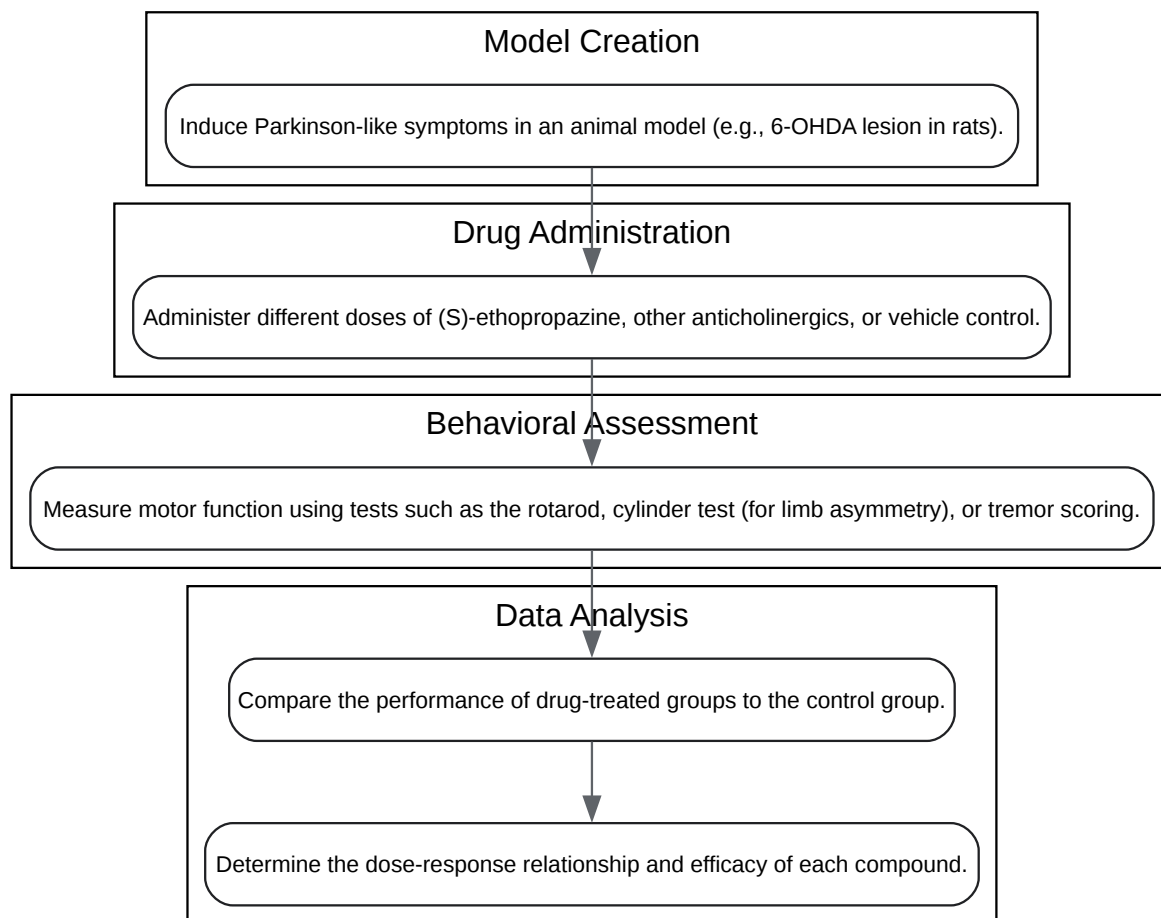 Model Creation
Induce Parkinson-like symptoms in an animal model (e.g., 6-OHDA lesion in rats).
Drug Administration
Administer different doses of (S)-ethopropazine, other anticholinergics, or vehicle control.
Behavioral Assessment
Measure motor function using tests such as the rotarod, cylinder test (for limb asymmetry), or tremor scoring.
Data Analysis
Compare the performance of drug-treated groups to the control group.
Determine the dose-response relationship and efficacy of each compound.